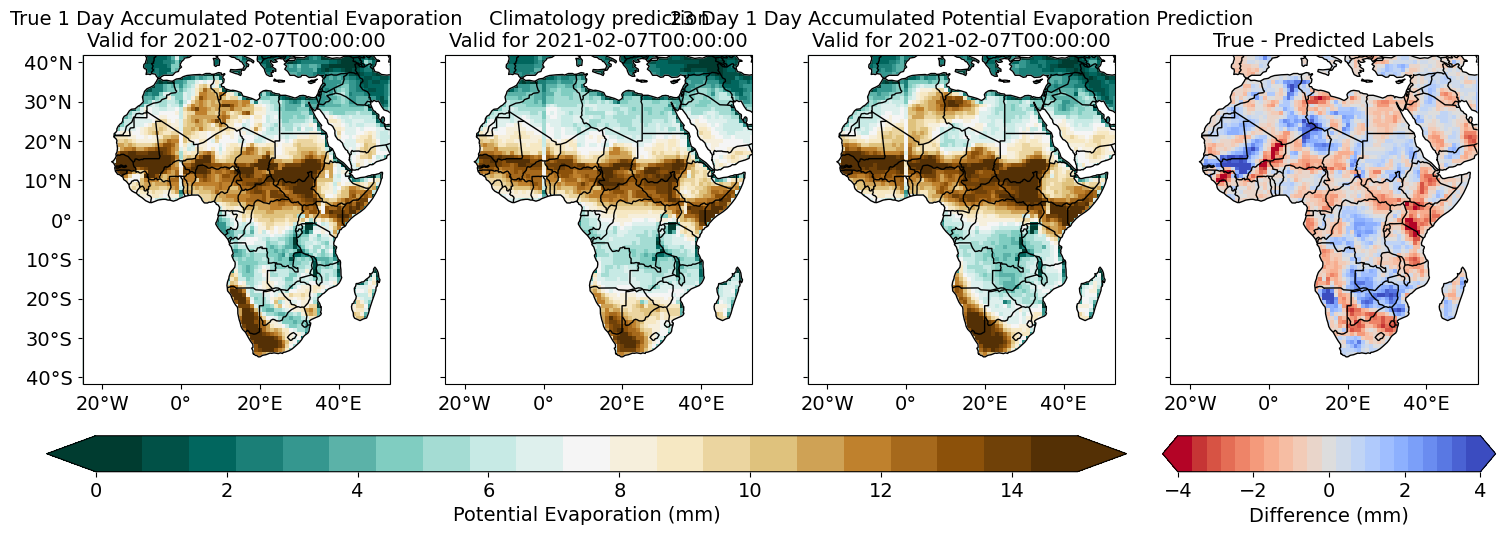 True 1 Day Accumulated Potential Evaporation
Valid for 2021-02-07T00:00:00
Climatology prediction
Valid for 2021-02-07T00:00:00
23 Day 1 Day Accumulated Potential Evaporation Prediction
Valid for 2021-02-07T00:00:00
True - Predicted Labels
40°N
30°N
20°N
10°N
0°
10°S
20°S
30°S
40°S
20°W 0° 20°E 40°E
20°W 0° 20°E 40°E
20°W 0° 20°E 40°E
20°W 0° 20°E 40°E
0 2 4 6 8 10 12 14
Potential Evaporation (mm)
−4 −2 0 2 4
Difference (mm)